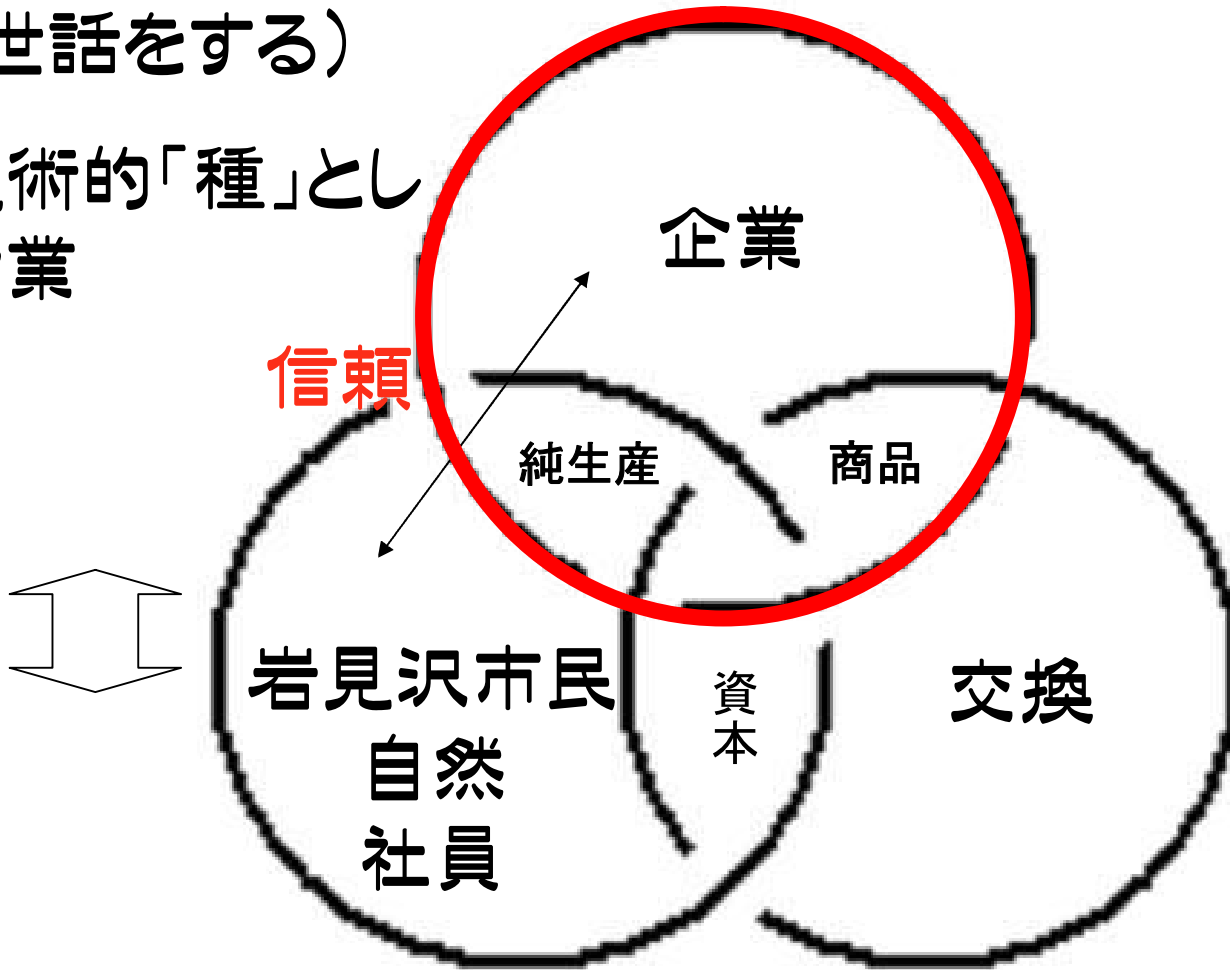 世話をする)
術的「種」とし
業
企業
信頼
純生産
商品
岩見沢市民
自然
社員
資本
交換